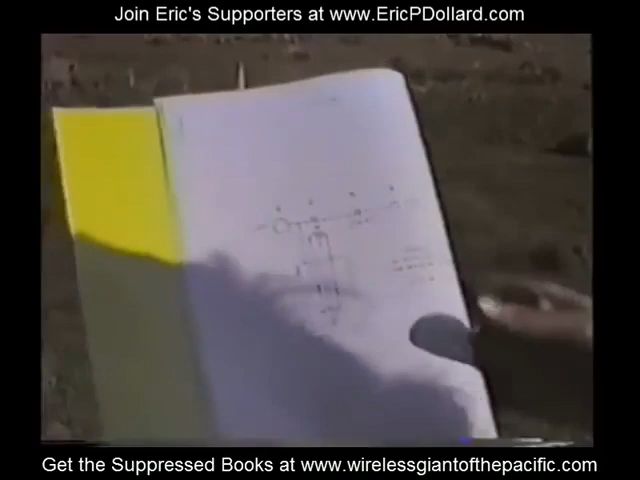 Join Eric's Supporters at www.EricPDollard.com
Get the Suppressed Books at www.wirelessgiantofthepacific.com